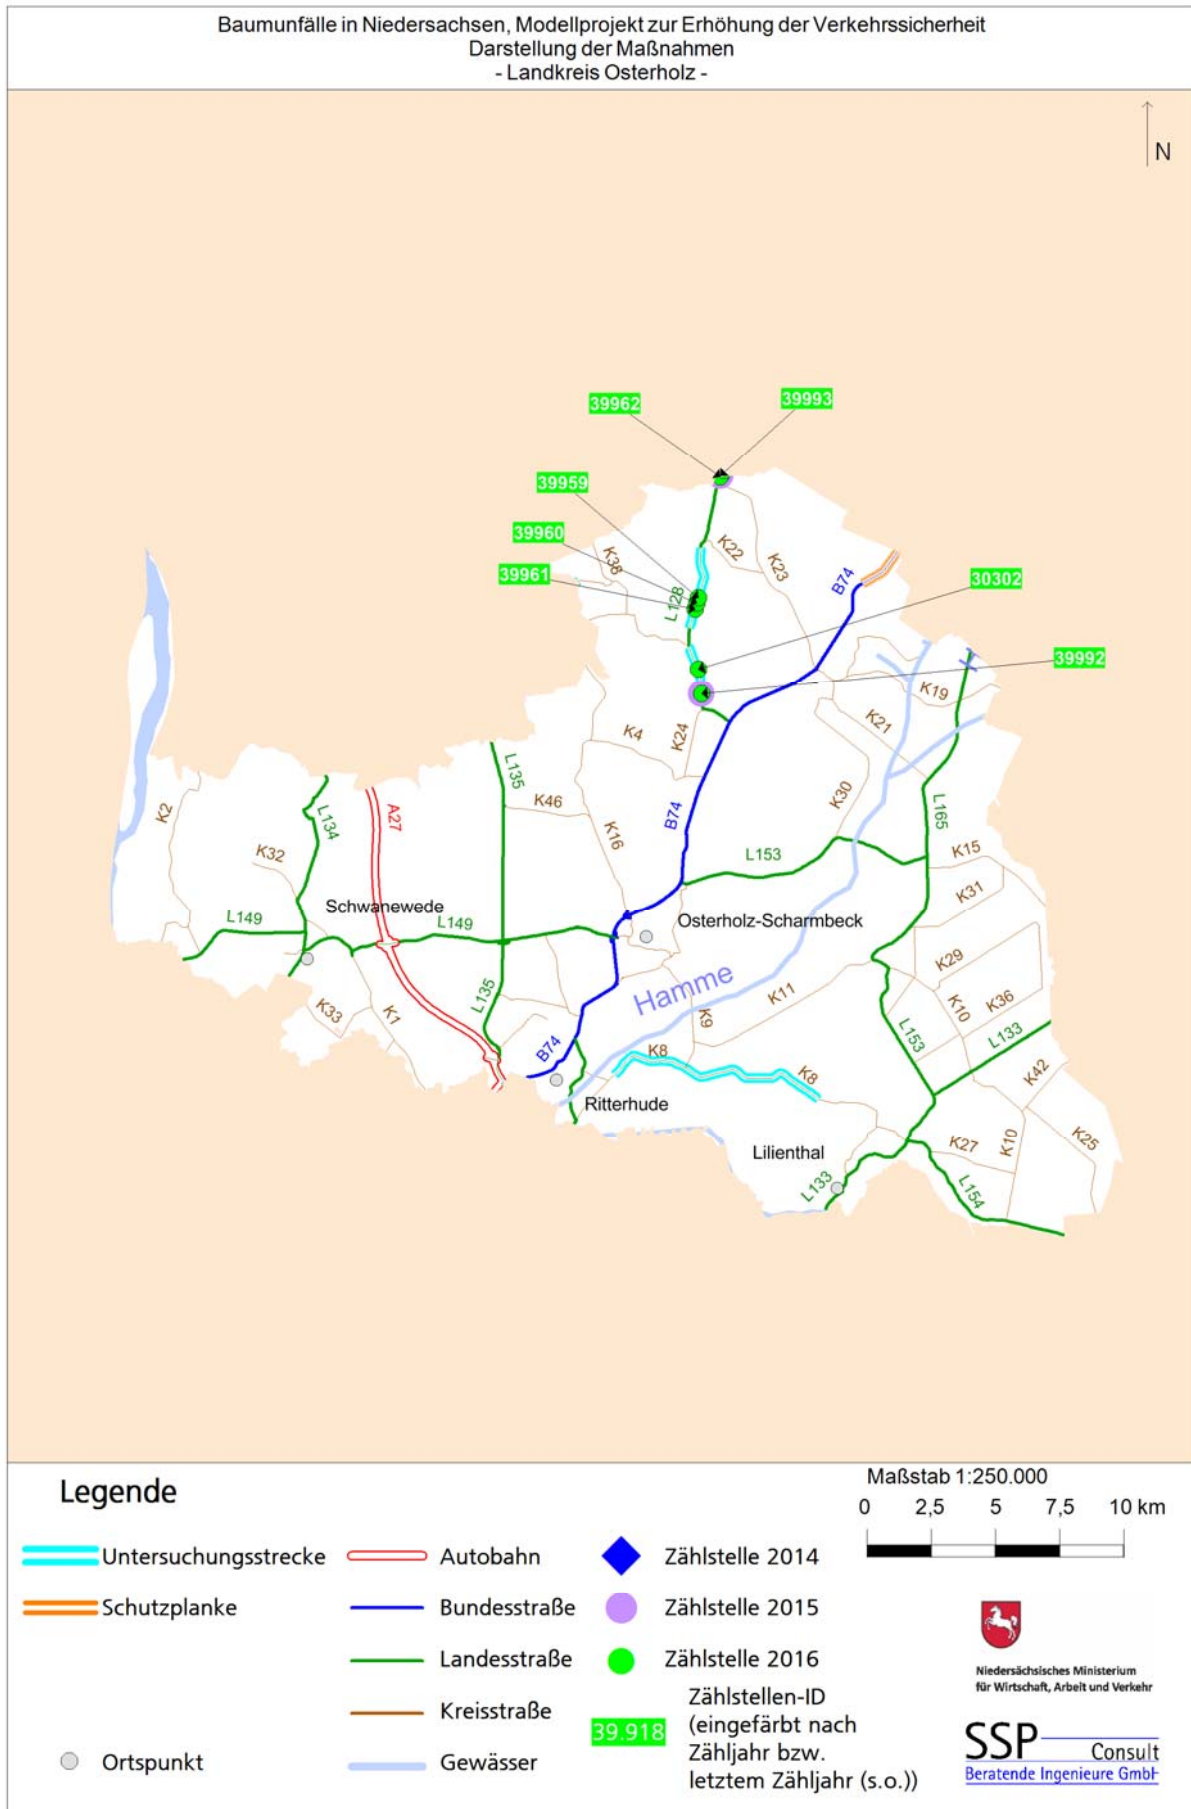 Baumunfälle in Niedersachsen, Modellprojekt zur Erhöhung der Verkehrssicherheit
Darstellung der Maßnahmen
- Landkreis Osterholz -
N
39962
39993
39959
39960
39961
30302
39992
K38
K22
K23
L128
B74
K19
K21
K4
K24
K30
L135
K46
K16
B74
L165
K2
L134
A27
K32
L153
K15
K31
Schwanewede
L149
L149
Osterholz-Scharmbeck
K29
Hamme
K11
K10
K36
L135
K33
K1
K9
L153
L133
B74
K8
K8
K42
Ritterhude
Lilienthal
K27
K10
K25
L133
L154
Legende
Maßstab 1:250.000
0 2,5 5 7,5 10 km
Untersuchungsstrecke
Autobahn
Zählstelle 2014
Schutzplanke
Bundesstraße
Zählstelle 2015
Landesstraße
Zählstelle 2016
Niedersächsisches Ministerium
für Wirtschaft, Arbeit und Verkehr
Kreisstraße
39.918
Zählstellen-ID
(eingefärbt nach
Zähljahr bzw.
letztem Zähljahr (s.o.))
Ortspunkt
Gewässer
SSP Consult
Beratende Ingenieure GmbH